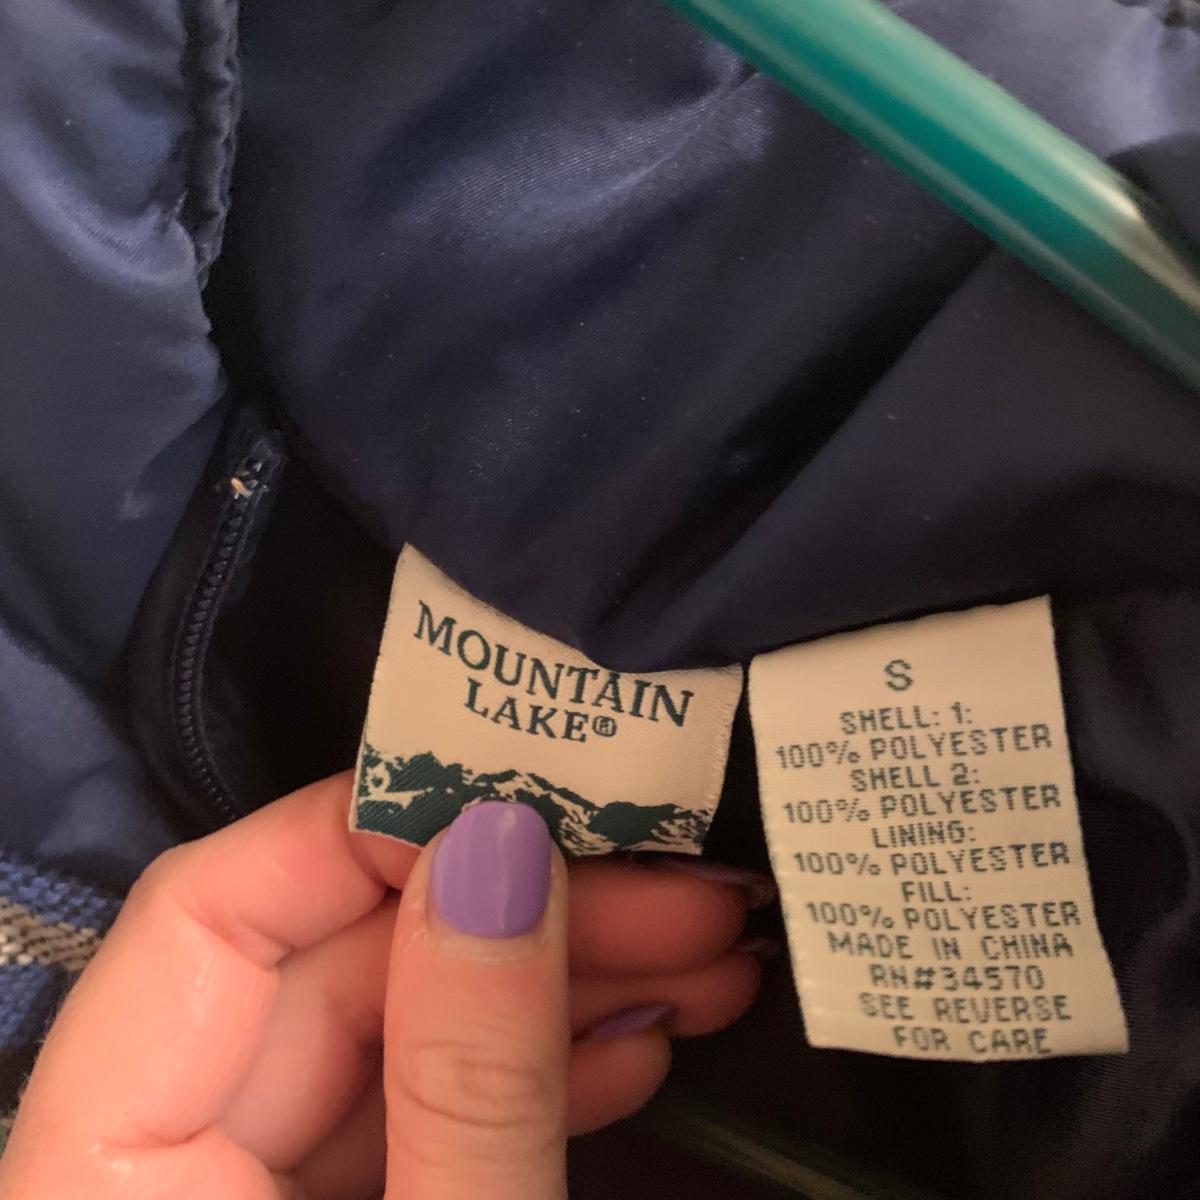 MOUNTAIN
LAKE®
S
SHELL: 1:
100% POLYESTER
SHELL 2:
100% POLYESTER
LINING:
100% POLYESTER
FILL:
100% POLYESTER
MADE IN CHINA
RN#34570
SEE REVERSE
FOR CARE